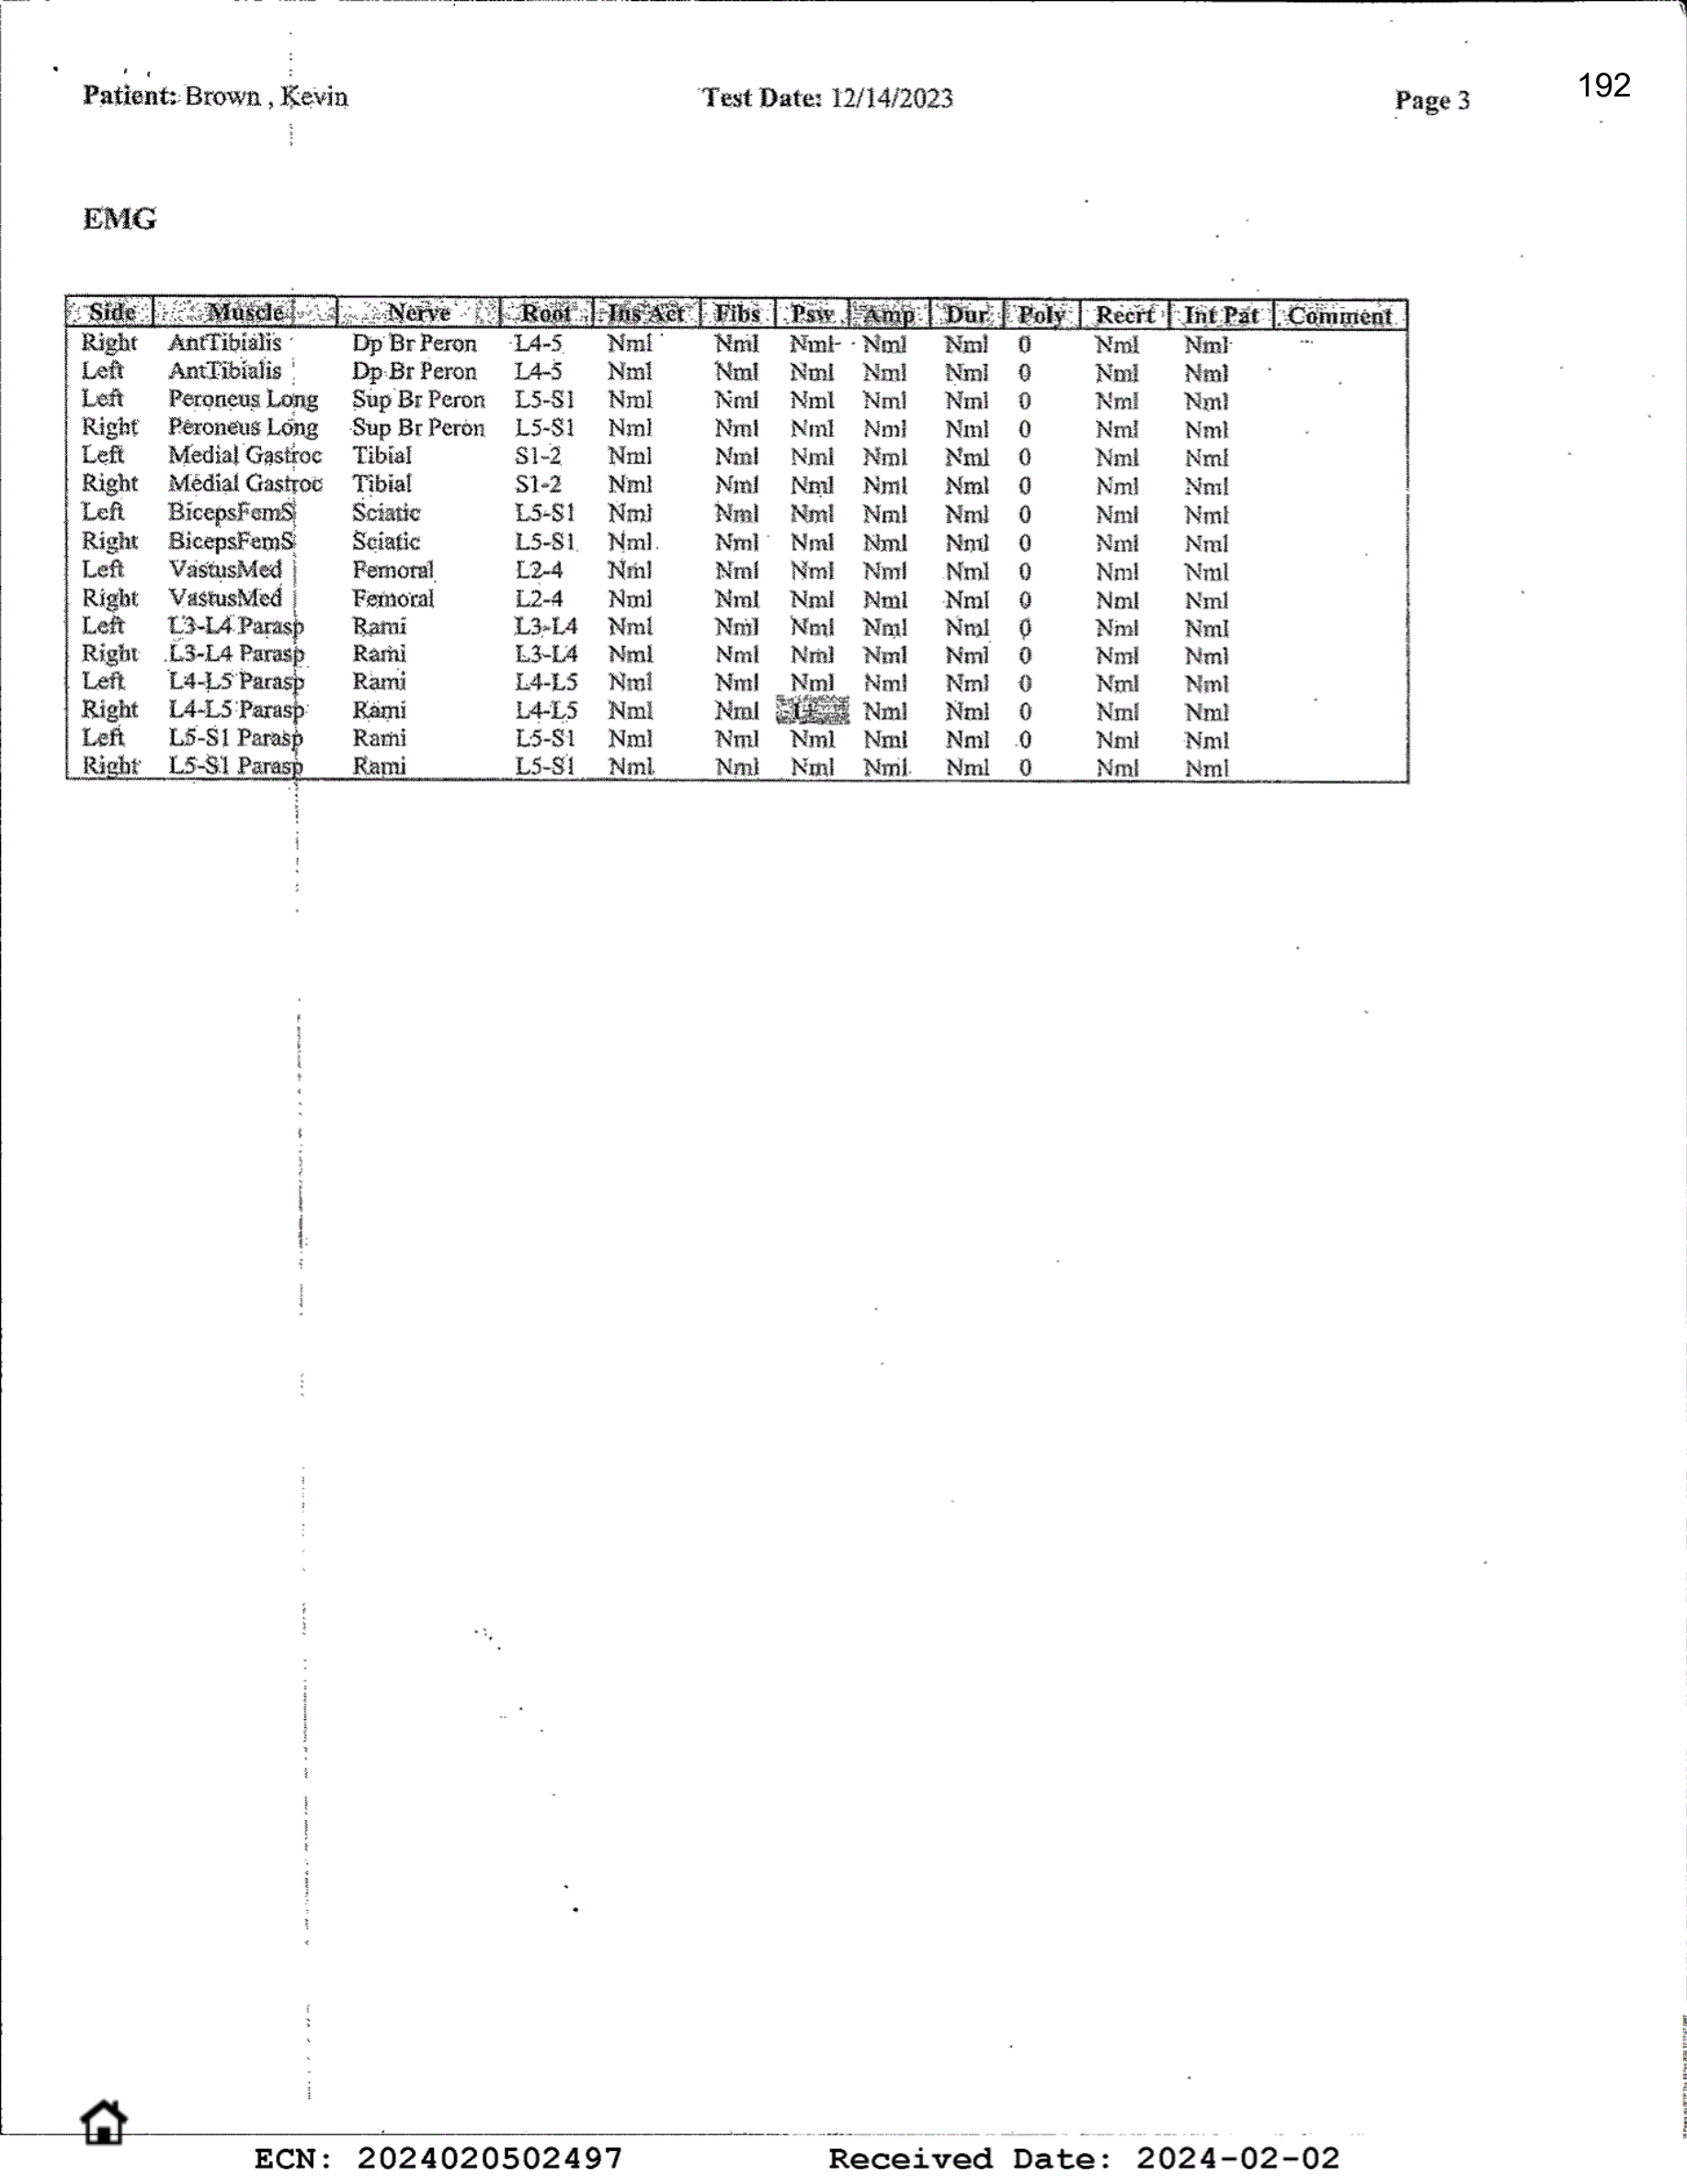 192
Patient: Brown , Kevin Test Date: 12/14/2023 Page 3
EMG
Side Muscle Nerve Root Ins Act Fibs Psw Amp Dur Poly Recrt Int Pat Comment
Right AntTibialis Dp Br Peron L4-5 Nml Nml Nml Nml Nml 0 Nml Nml
Left AntTibialis Dp Br Peron L4-5 Nml Nml Nml Nml Nml 0 Nml Nml
Left Peroneus Long Sup Br Peron L5-S1 Nml Nml Nml Nml Nml 0 Nml Nml
Right Peroneus Long Sup Br Peron L5-S1 Nml Nml Nml Nml Nml 0 Nml Nml
Left Medial Gastroc Tibial S1-2 Nml Nml Nml Nml Nml 0 Nml Nml
Right Medial Gastroc Tibial S1-2 Nml Nml Nml Nml Nml 0 Nml Nml
Left BicepsFemS Sciatic L5-S1 Nml Nml Nml Nml Nml 0 Nml Nml
Right BicepsFemS Sciatic L5-S1 Nml Nml Nml Nml Nml 0 Nml Nml
Left VastusMed Femoral L2-4 Nml Nml Nml Nml Nml 0 Nml Nml
Right VastusMed Femoral L2-4 Nml Nml Nml Nml Nml 0 Nml Nml
Left L3-L4 Parasp Rami L3-L4 Nml Nml Nml Nml Nml 0 Nml Nml
Right L3-L4 Parasp Rami L3-L4 Nml Nml Nml Nml Nml 0 Nml Nml
Left L4-L5 Parasp Rami L4-L5 Nml Nml Nml Nml Nml 0 Nml Nml
Right L4-L5 Parasp Rami L4-L5 Nml Nml Nml Nml 0 Nml Nml
Left L5-S1 Parasp Rami L5-S1 Nml Nml Nml Nml Nml 0 Nml Nml
Right L5-S1 Parasp Rami L5-S1 Nml Nml Nml Nml Nml 0 Nml Nml
ECN: 2024020502497 Received Date: 2024-02-02